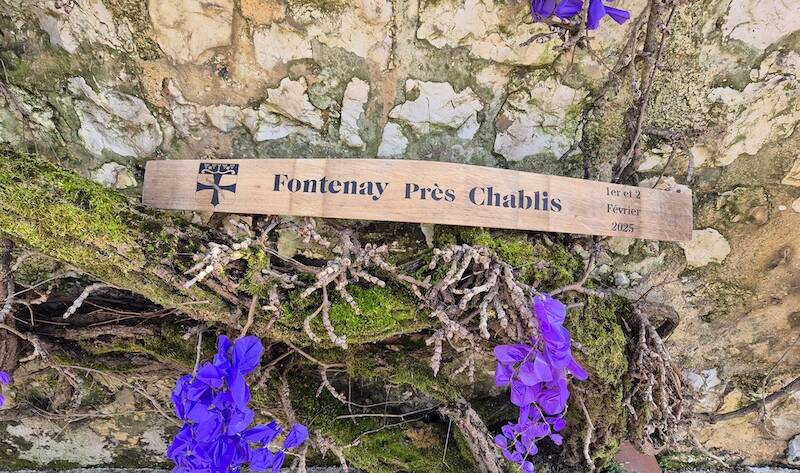 Fontenay Près Chablis
1er et 2
Février
2025